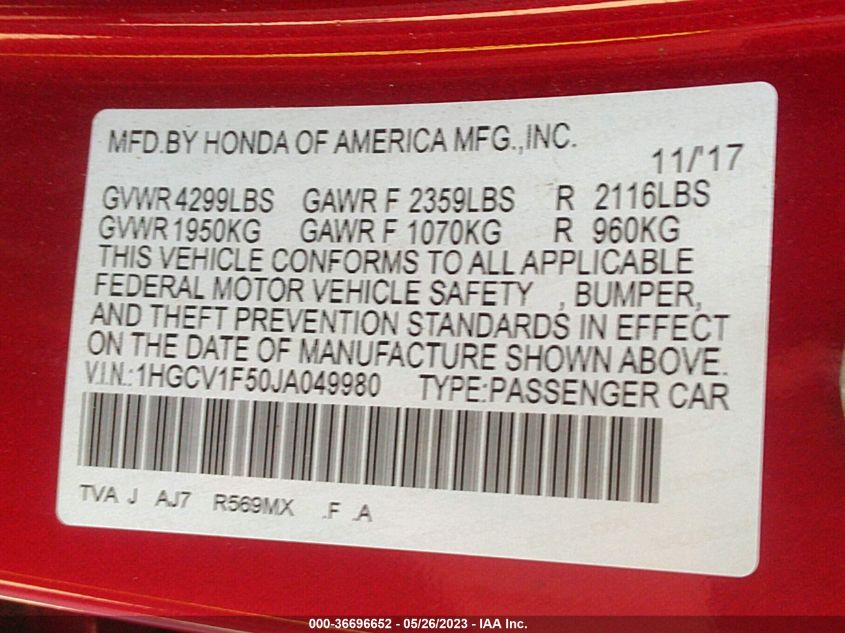 MFD.BY HONDA OF AMERICA MFG.,INC.
11/'17
GVWR 4299LBS GAWR F 2359LBS R 2116LBS
GVWR 1950KG GAWR F 1070KG R 960KG
THIS VEHICLE CONFORMS TO ALL APPLICABLE
FEDERAL MOTOR VEHICLE SAFETY , BUMPER,
AND THEFT PREVENTION STANDARDS IN EFFECT
ON THE DATE OF MANUFACTURE SHOWN ABOVE.
V.I.N.:1HGCV1F50JA049980 TYPE:PASSENGER CAR
TVA J AJ7 R569MX .F .A
000-36696652 / 05/26/2023 - IAA Inc.